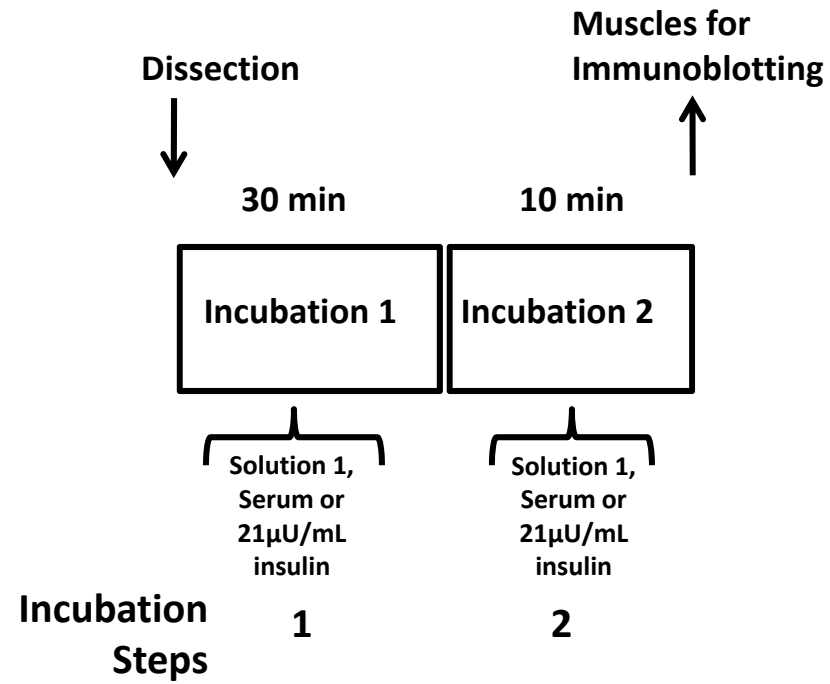 Dissection
Muscles for
Immunoblotting
30 min
10 min
Incubation 1
Incubation 2
Solution 1,
Serum or
21µU/mL
insulin
Solution 1,
Serum or
21µU/mL
insulin
Incubation
Steps
1
2